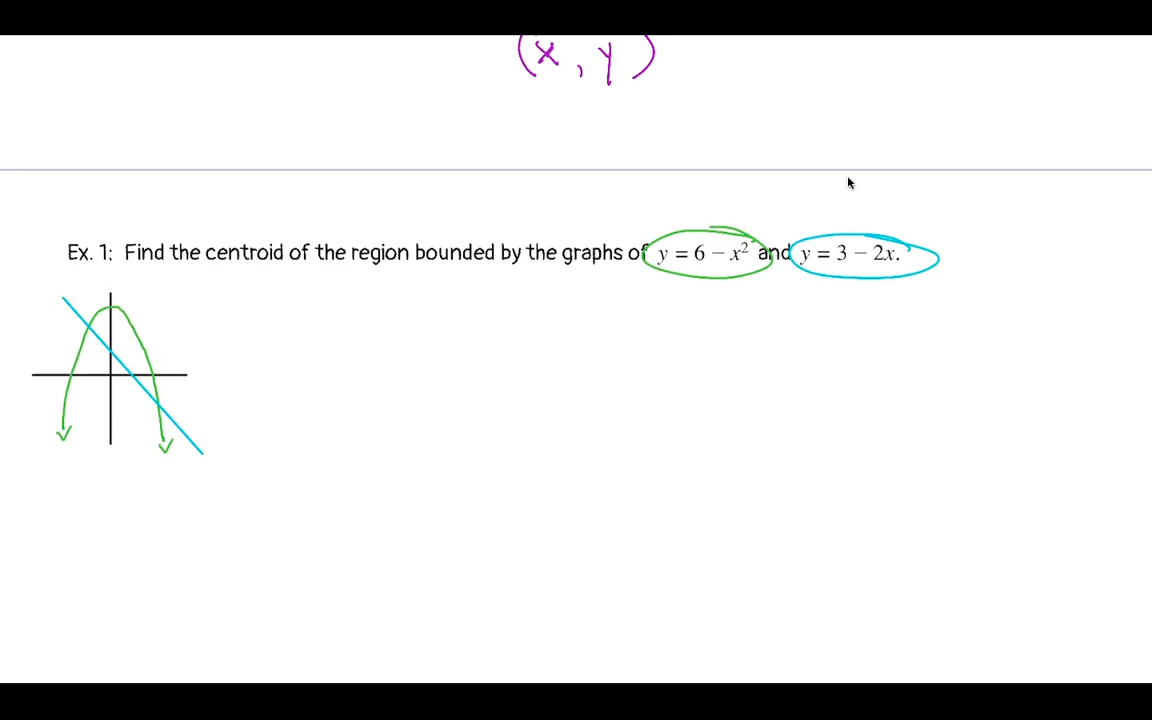 (x, y)
Ex. 1: Find the centroid of the region bounded by the graphs of y = 6 − x² and y = 3 − 2x.